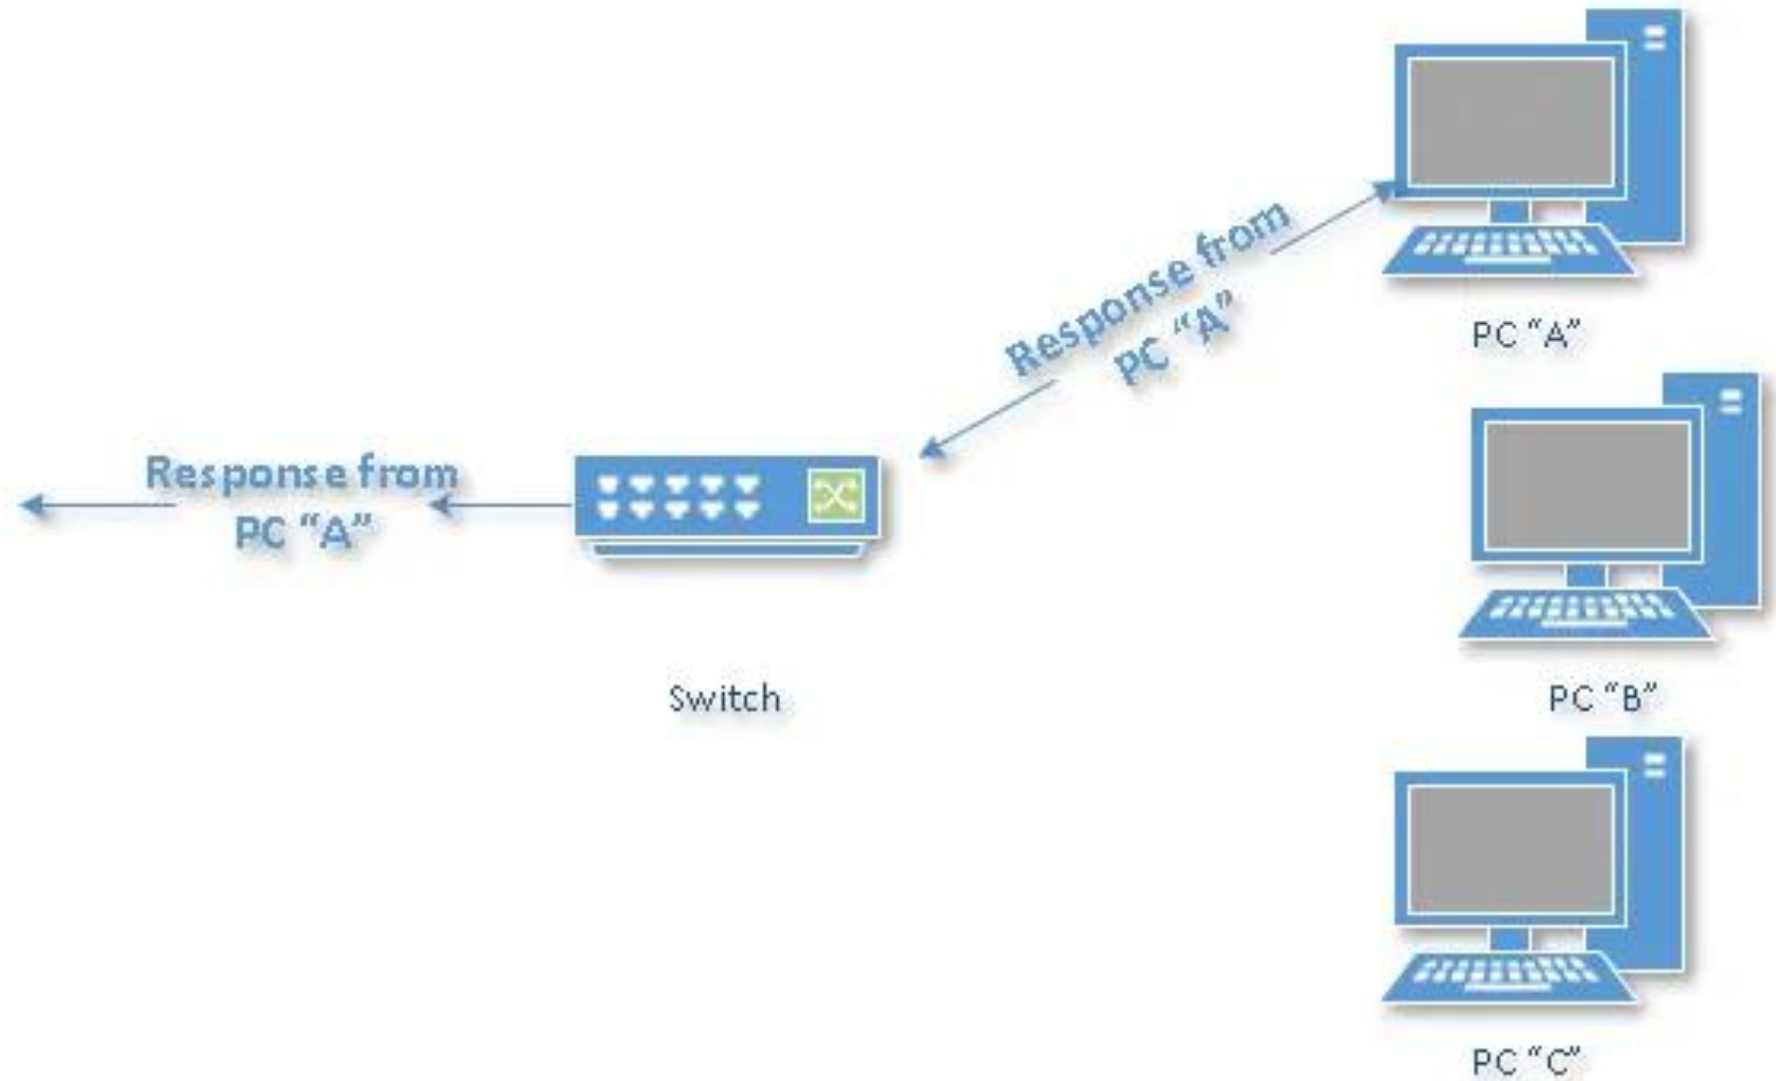 Response from
PC “A”
PC “A”
PC “B”
Response from
PC “A”
Switch
PC “C”